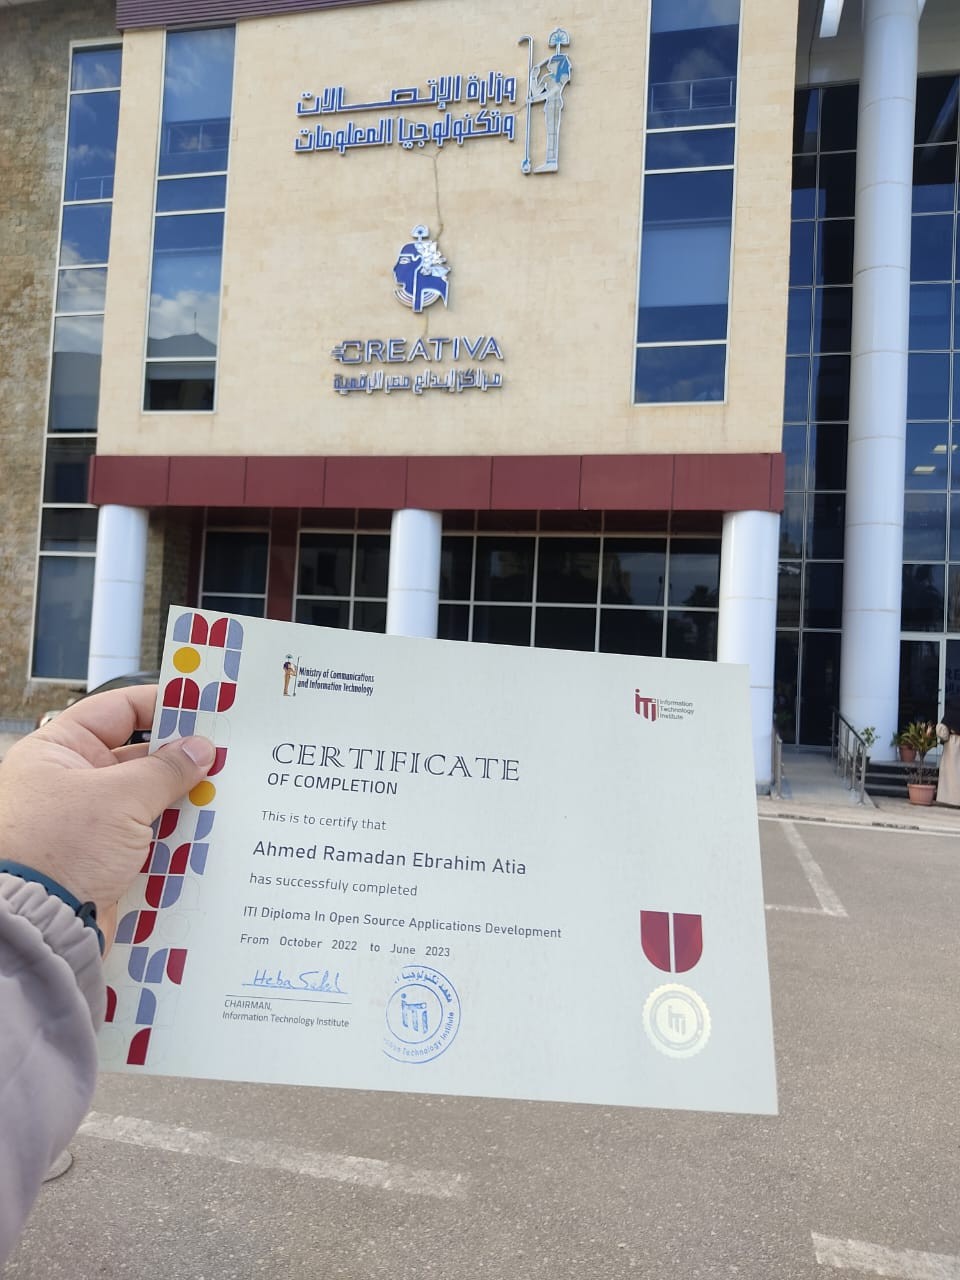 وزارة الإتصالات
وتكنولوجيا المعلومات
CREATIVA
مراكز إبداع مصر الرقمية
Ministry of Communications
and Information Technology
iTi
Information
Technology
Institute
CERTIFICATE
OF COMPLETION
This is to certify that
Ahmed Ramadan Ebrahim Atia
has successfuly completed
ITI Diploma In Open Source Applications Development
From October 2022 to June 2023
Heba Saleh
CHAIRMAN,
Information Technology Institute
معهد تكنولوجيا
iTi
Technology Institute
iTi